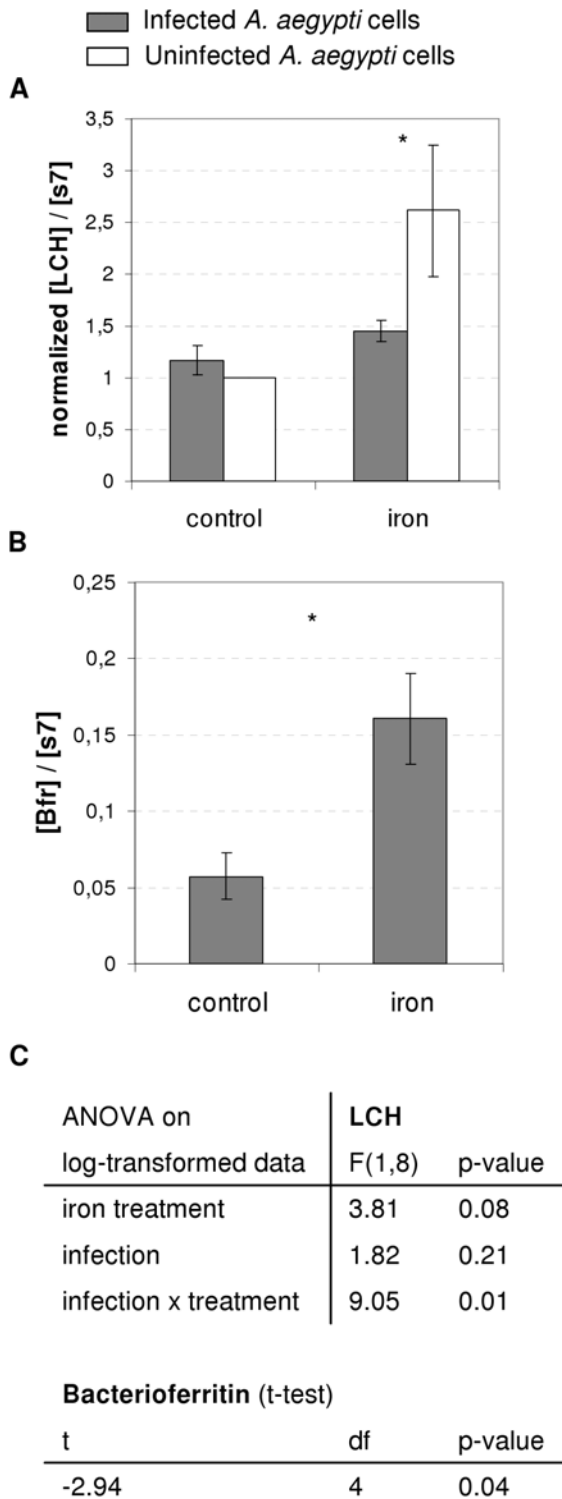 Infected A. aegypti cells
Uninfected A. aegypti cells
A
normalized [LCH] / [s7]
3,5
3
2,5
2
1,5
1
0,5
0
*
control iron
B
[Bfr] / [s7]
0,25
0,2
0,15
0,1
0,05
0
*
control iron
C
ANOVA on LCH
log-transformed data F(1,8) p-value
iron treatment 3.81 0.08
infection 1.82 0.21
infection x treatment 9.05 0.01
Bacterioferritin (t-test)
t df p-value
-2.94 4 0.04